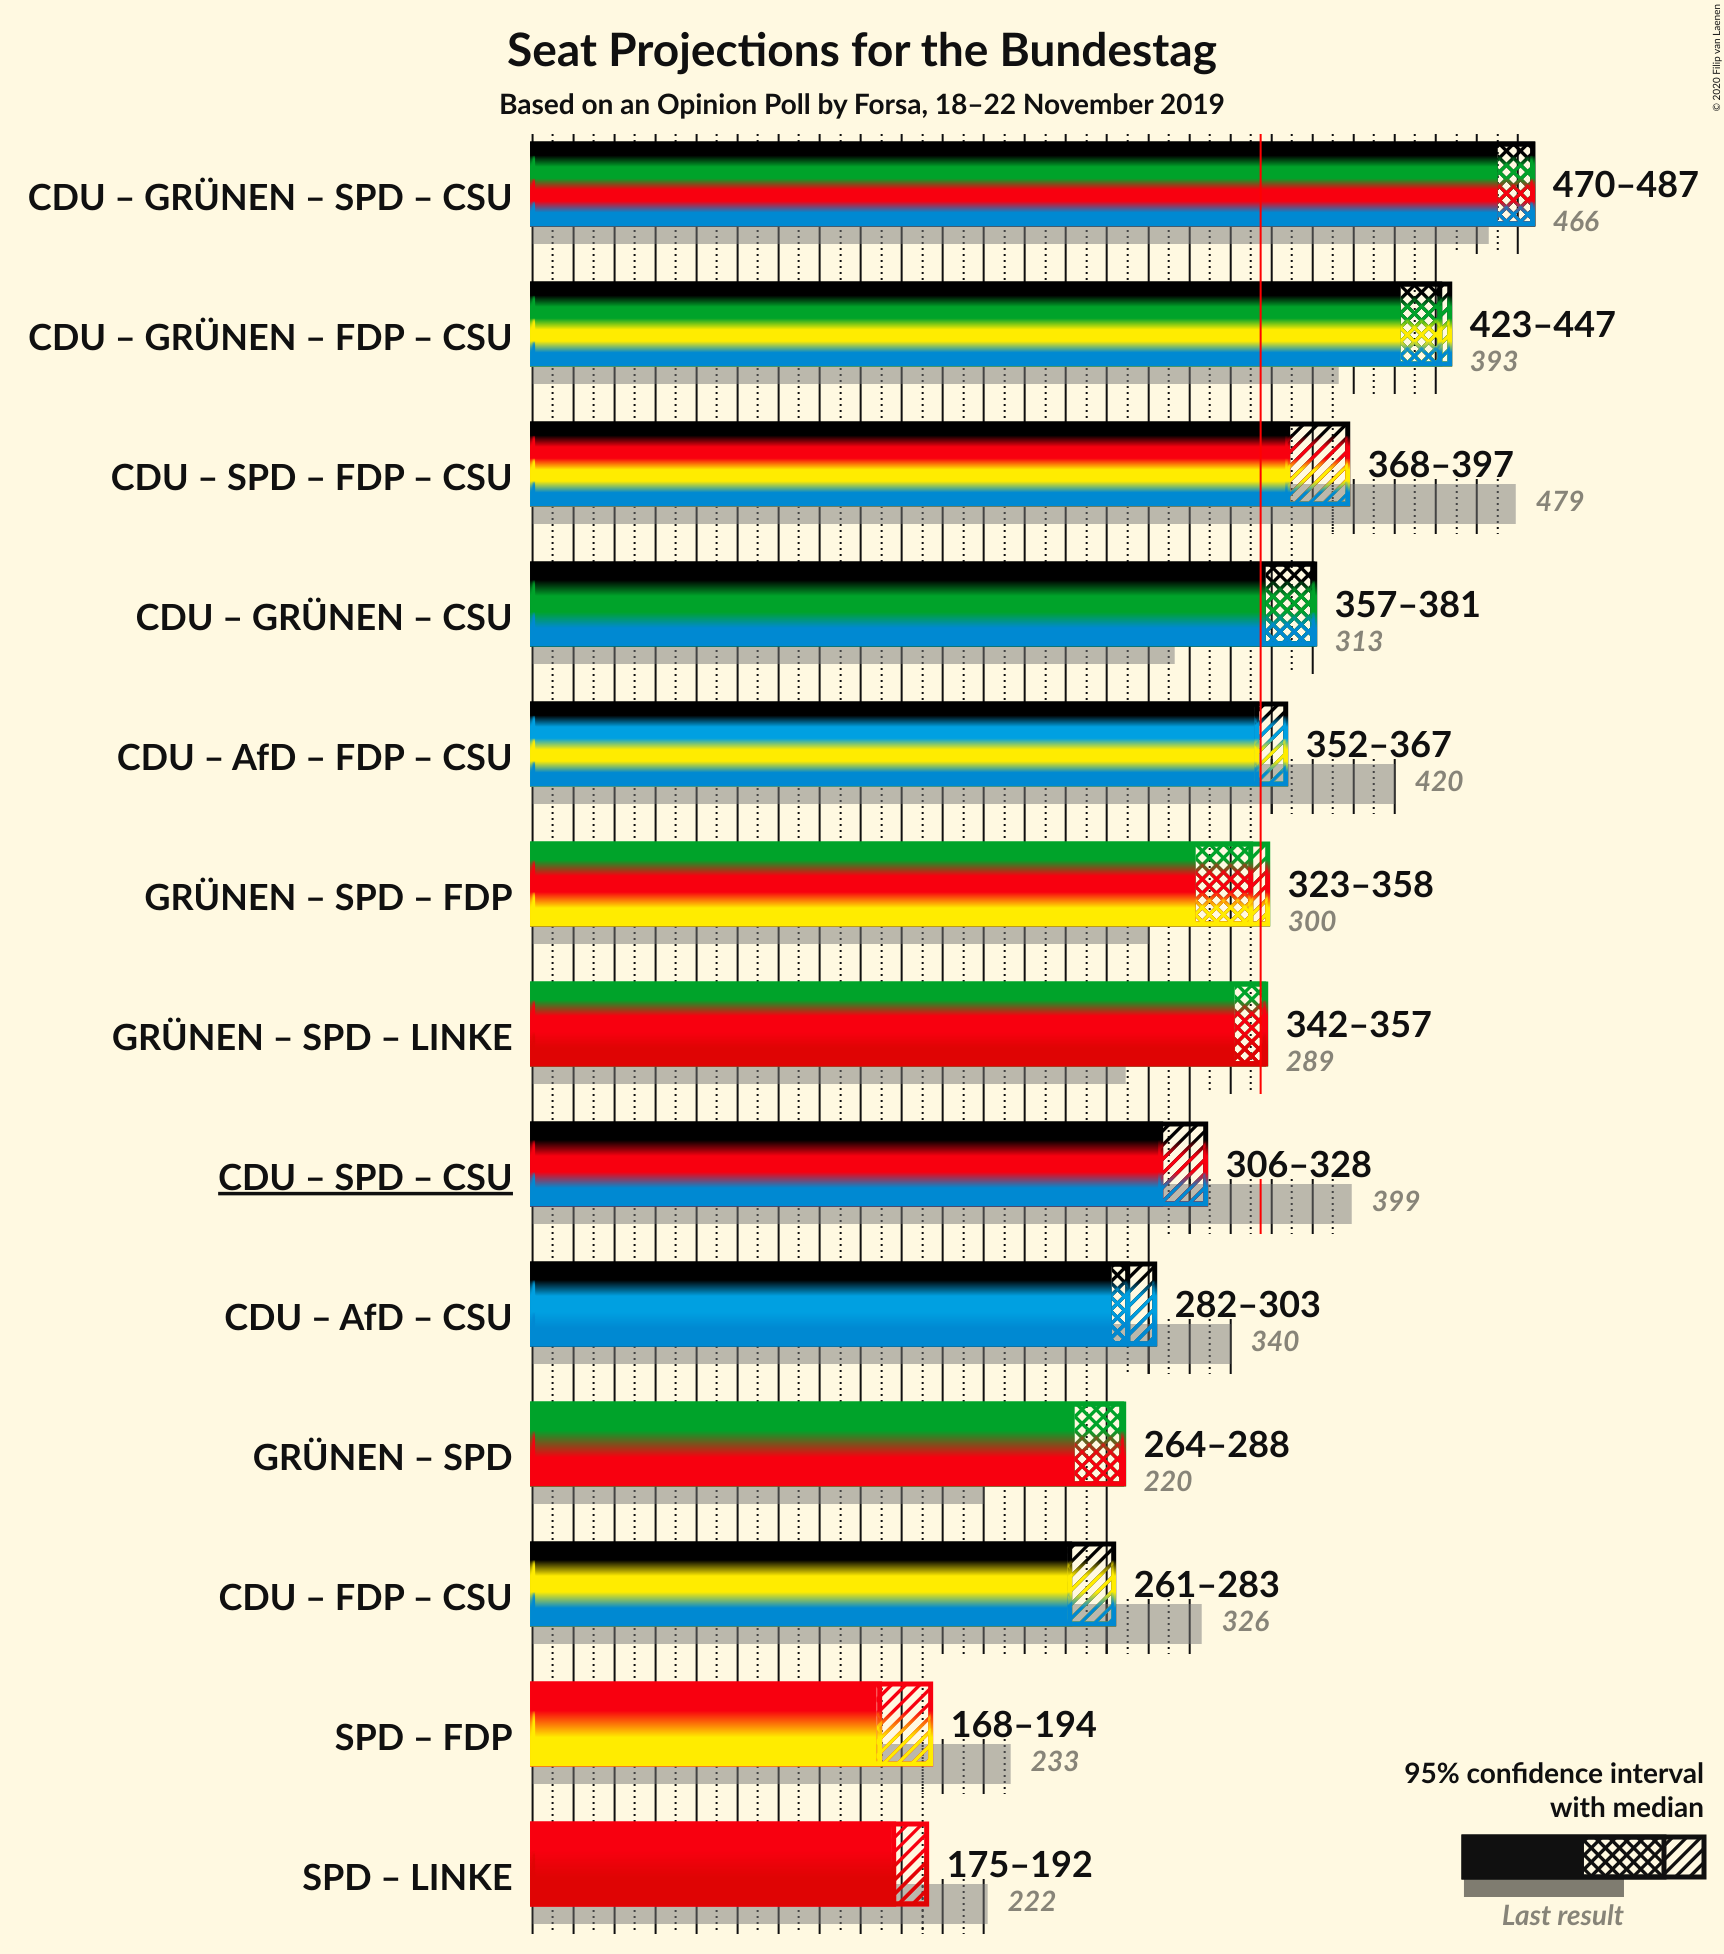 Seat Projections for the Bundestag
Based on an Opinion Poll by Forsa, 18–22 November 2019
© 2020 Filip van Laenen
CDU – GRÜNEN – SPD – CSU
470–487
466
CDU – GRÜNEN – FDP – CSU
423–447
393
CDU – SPD – FDP – CSU
368–397
479
CDU – GRÜNEN – CSU
357–381
313
CDU – AfD – FDP – CSU
352–367
420
GRÜNEN – SPD – FDP
323–358
300
GRÜNEN – SPD – LINKE
342–357
289
CDU – SPD – CSU
306–328
399
CDU – AfD – CSU
282–303
340
GRÜNEN – SPD
264–288
220
CDU – FDP – CSU
261–283
326
SPD – FDP
168–194
233
SPD – LINKE
175–192
222
95% confidence interval
with median
Last result